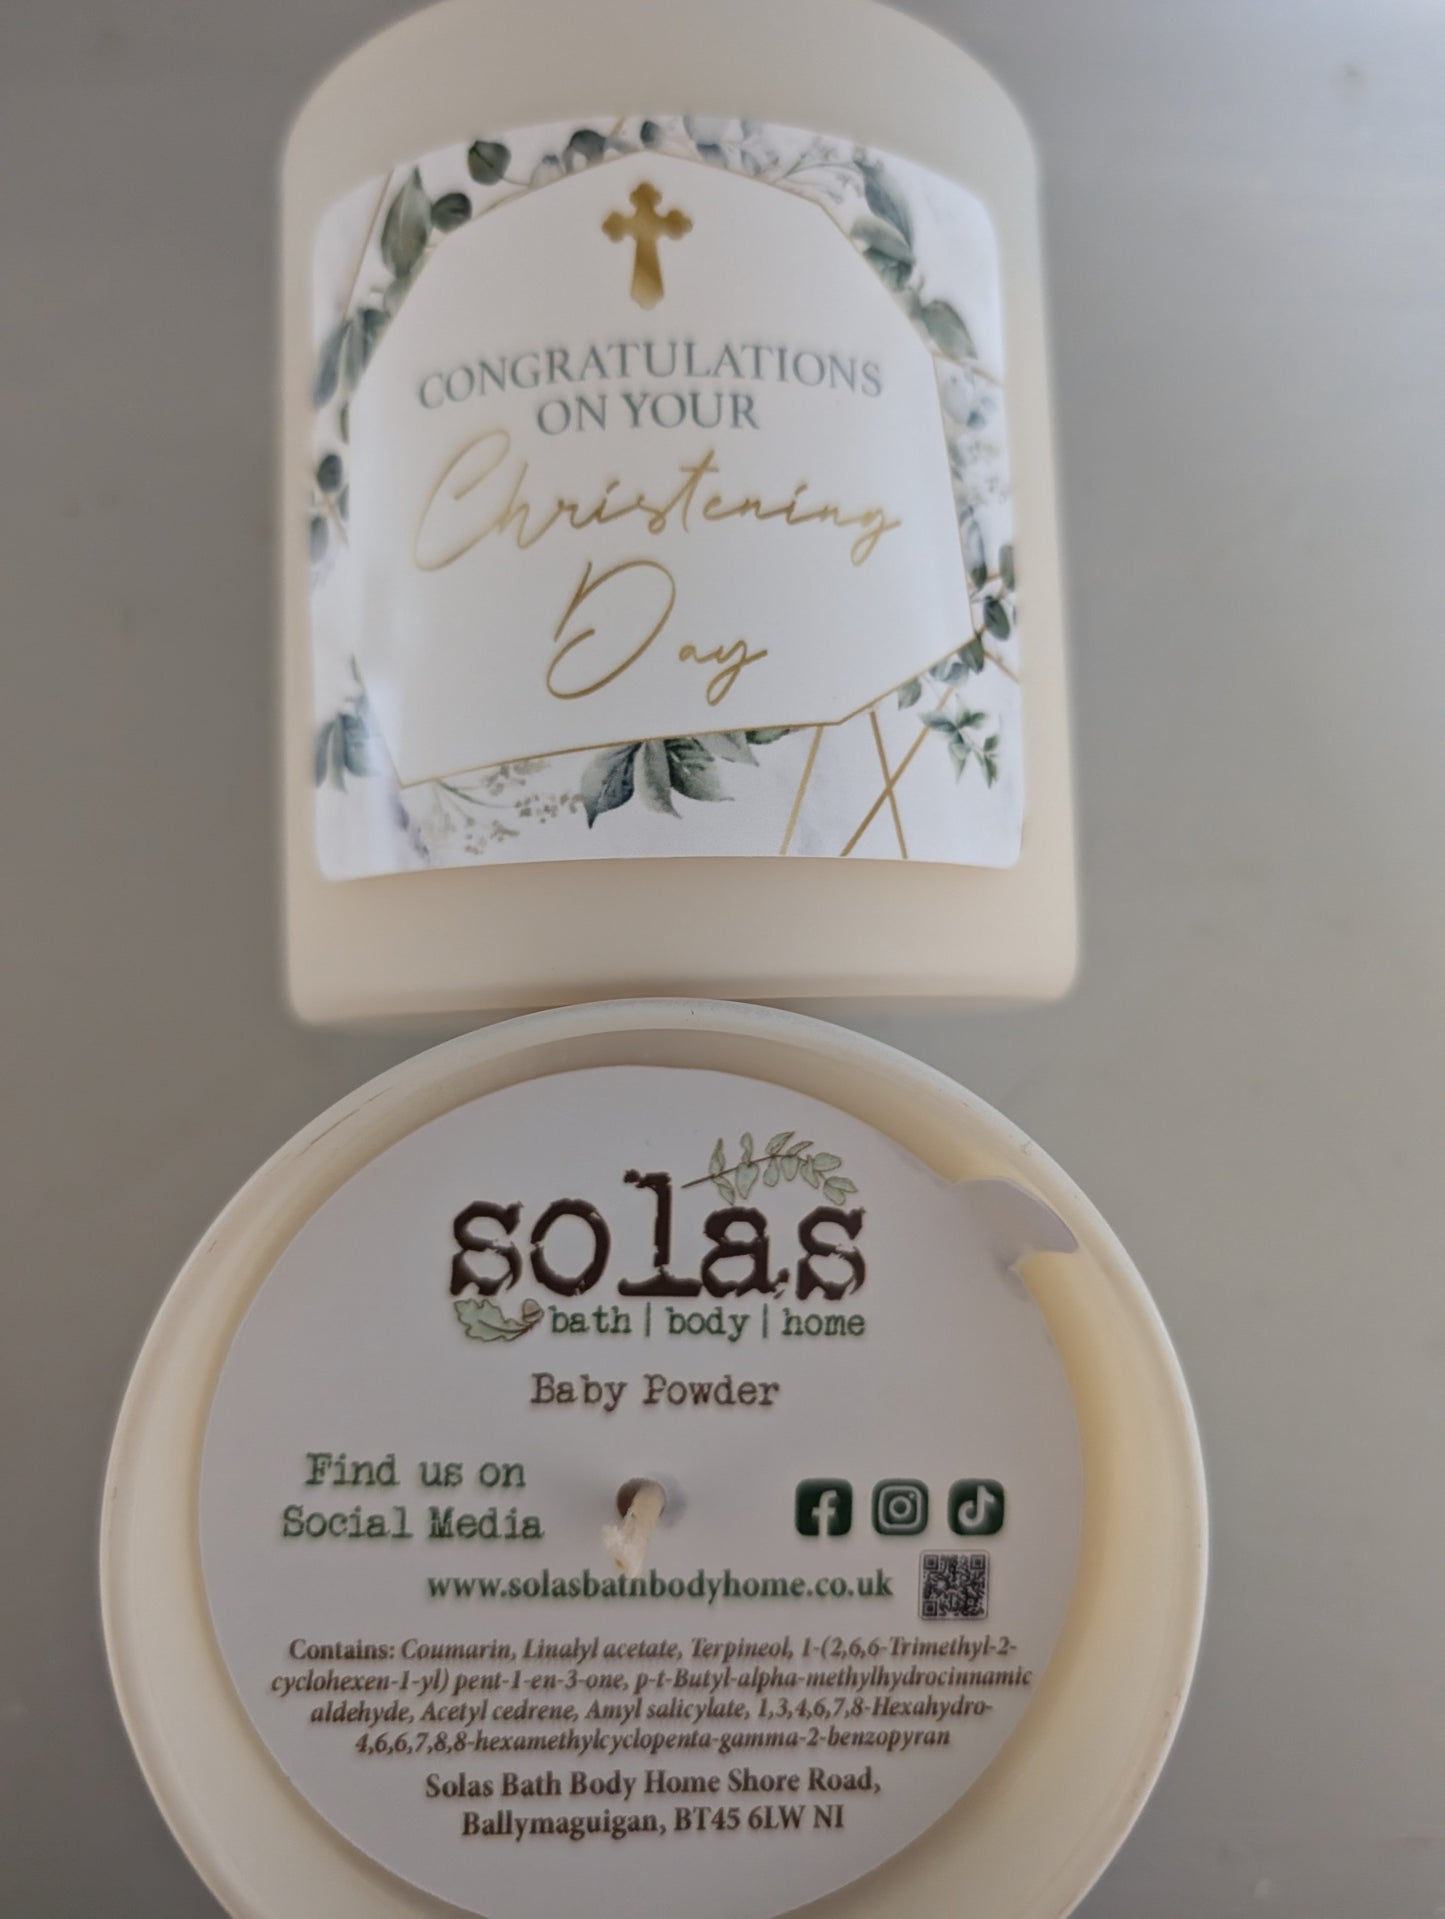 CONGRATULATIONS
ON YOUR
Christening
Day
solas
bath | body | home
Baby Powder
Find us on
Social Media
www.solasbathbodyhome.co.uk
Contains: Coumarin, Linalyl acetate, Terpineol, 1-(2,6,6-Trimethyl-2-
cyclohexen-1-yl) pent-1-en-3-one, p-t-Butyl-alpha-methylhydrocinnamic
aldehyde, Acetyl cedrene, Amyl salicylate, 1,3,4,6,7,8-Hexahydro-
4,6,6,7,8,8-hexamethylcyclopenta-gamma-2-benzopyran
Solas Bath Body Home Shore Road,
Ballymaguigan, BT45 6LW NI